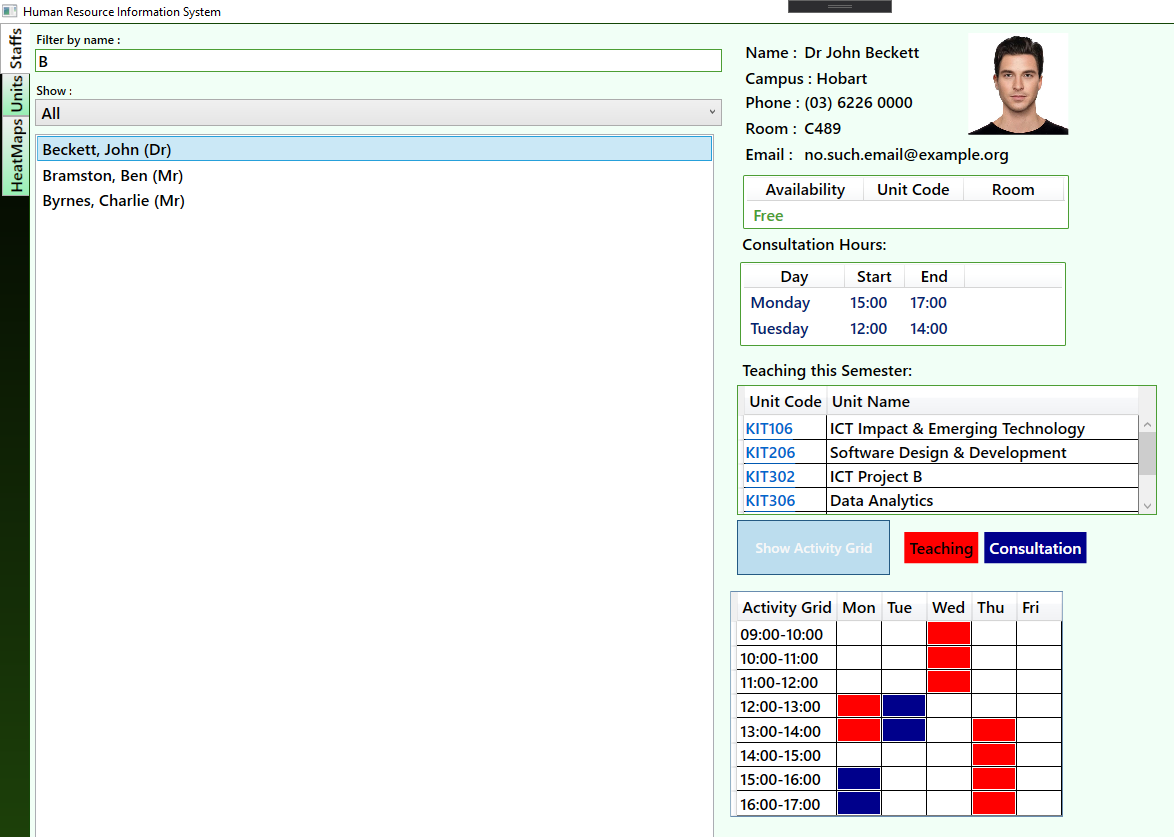 Human Resource Information System
Staffs
Units
HeatMaps
Filter by name :
B
Show :
All
Beckett, John (Dr)
Bramston, Ben (Mr)
Byrnes, Charlie (Mr)
Name : Dr John Beckett
Campus : Hobart
Phone : (03) 6226 0000
Room : C489
Email : no.such.email@example.org
Availability Unit Code Room
Free
Consultation Hours:
Day Start End
Monday 15:00 17:00
Tuesday 12:00 14:00
Teaching this Semester:
Unit Code Unit Name
KIT106 ICT Impact & Emerging Technology
KIT206 Software Design & Development
KIT302 ICT Project B
KIT306 Data Analytics
Show Activity Grid Teaching Consultation
Activity Grid Mon Tue Wed Thu Fri
09:00-10:00
10:00-11:00
11:00-12:00
12:00-13:00
13:00-14:00
14:00-15:00
15:00-16:00
16:00-17:00